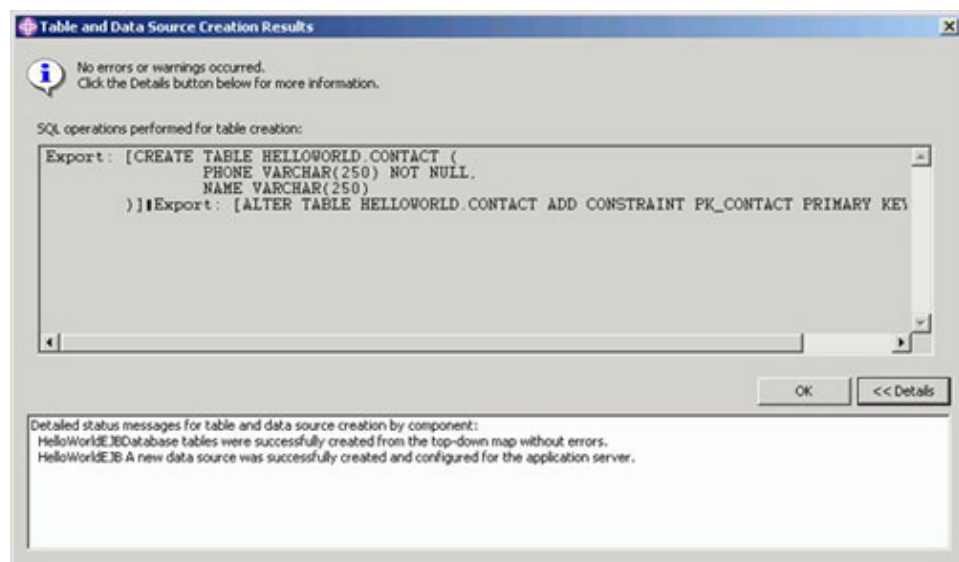 Table and Data Source Creation Results
No errors or warnings occurred.
Click the Details button below for more information.
SQL operations performed for table creation:
Export: [CREATE TABLE HELLOWORLD.CONTACT (
PHONE VARCHAR(250) NOT NULL,
NAME VARCHAR(250)
)]▮Export: [ALTER TABLE HELLOWORLD.CONTACT ADD CONSTRAINT PK_CONTACT PRIMARY KEY
OK
<< Details
Detailed status messages for table and data source creation by component:
HelloWorldEJBDatabase tables were successfully created from the top-down map without errors.
HelloWorldEJB A new data source was successfully created and configured for the application server.